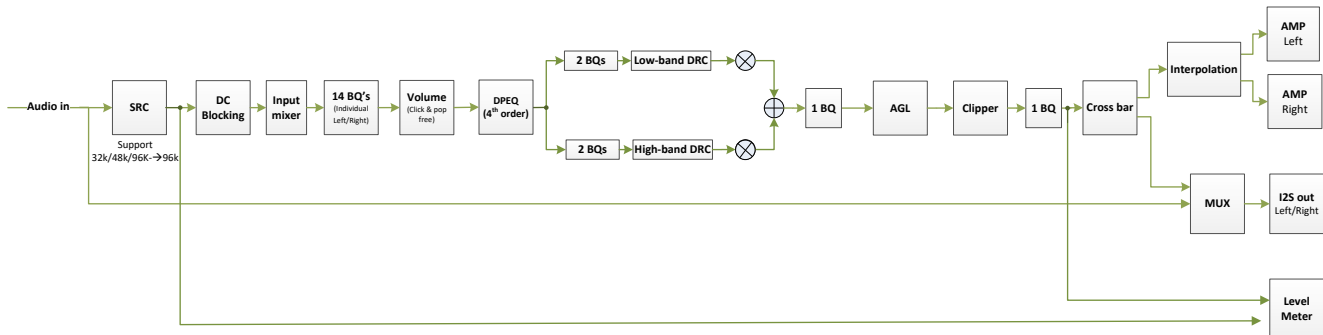 Audio in
SRC
Support
32k/48k/96K-→96k
DC
Blocking
Input
mixer
14 BQ's
(Individual
Left/Right)
Volume
(Click & pop
free)
DPEQ
(4th order)
2 BQs
Low-band DRC
2 BQs
High-band DRC
1 BQ
AGL
Clipper
1 BQ
Cross bar
Interpolation
AMP
Left
AMP
Right
MUX
I2S out
Left/Right
Level
Meter